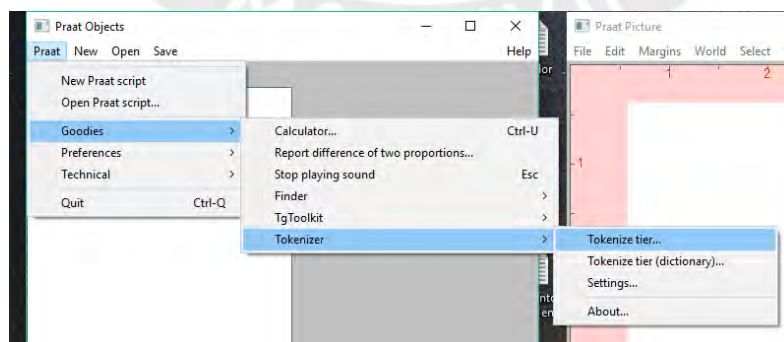 Praat Objects
Praat New Open Save Help
New Praat script
Open Praat script...
Goodies
Preferences
Technical
Quit Ctrl-Q
Calculator... Ctrl-U
Report difference of two proportions...
Stop playing sound Esc
Finder
TgToolkit
Tokenizer
Tokenize tier...
Tokenize tier (dictionary)...
Settings...
About...
Praat Picture
File Edit Margins World Select
1 2
1